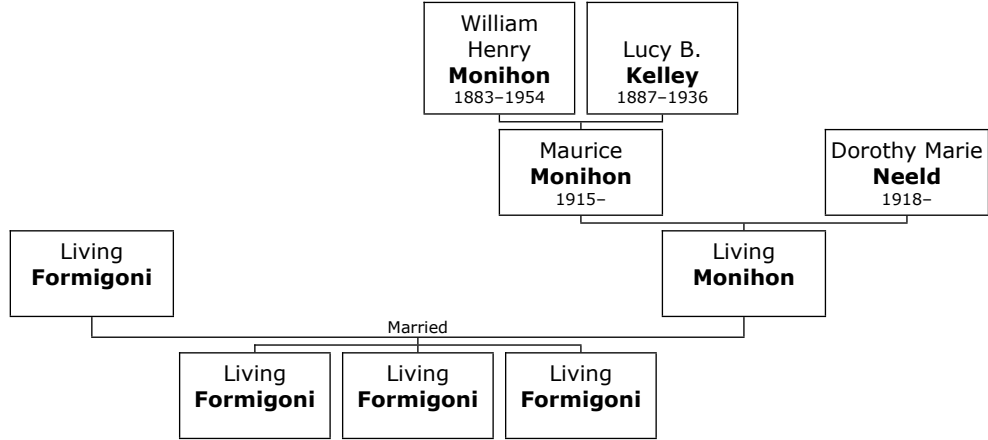 William
Henry
Monihon
1883–1954
Lucy B.
Kelley
1887–1936
Maurice
Monihon
1915–
Dorothy Marie
Neeld
1918–
Living
Formigoni
Living
Monihon
Married
Living
Formigoni
Living
Formigoni
Living
Formigoni